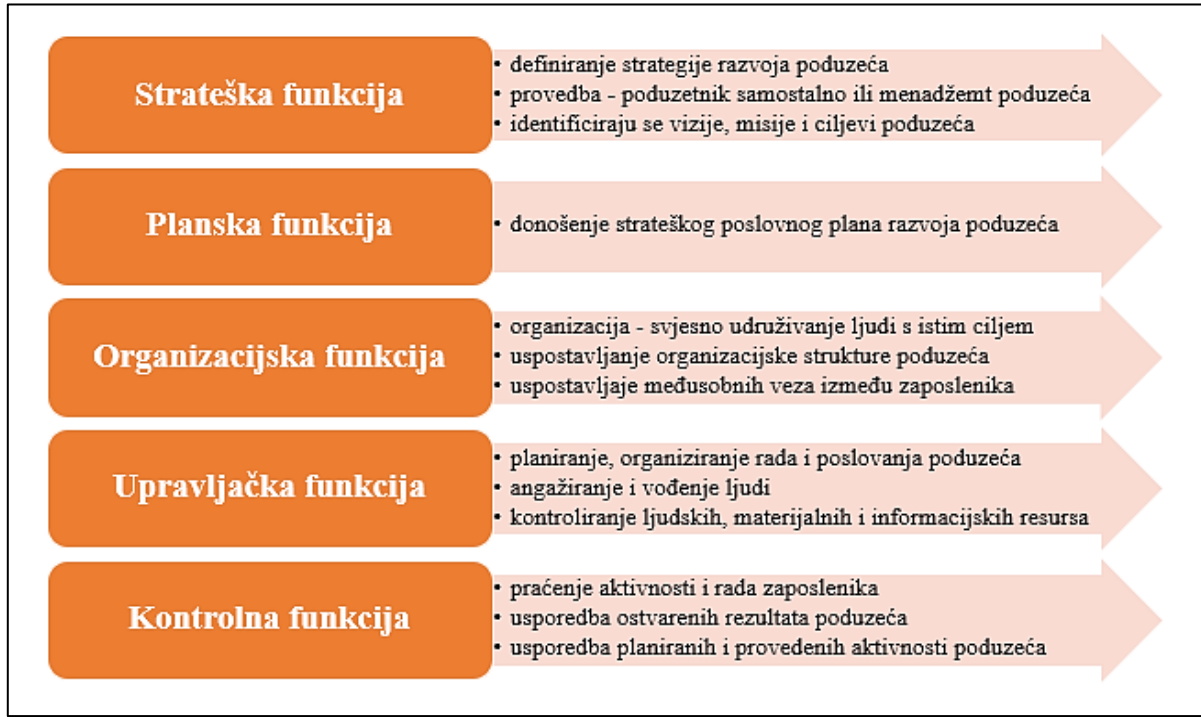 Strateška funkcija
• definiranje strategije razvoja poduzeća
• provedba - poduzetnik samostalno ili menadžemt poduzeća
• identificiraju se vizije, misije i ciljevi poduzeća
Planska funkcija
• donošenje strateškog poslovnog plana razvoja poduzeća
Organizacijska funkcija
• organizacija - svjesno udruživanje ljudi s istim ciljem
• uspostavljanje organizacijske strukture poduzeća
• uspostavljaje međusobnih veza između zaposlenika
Upravljačka funkcija
• planiranje, organiziranje rada i poslovanja poduzeća
• angažiranje i vođenje ljudi
• kontroliranje ljudskih, materijalnih i informacijskih resursa
Kontrolna funkcija
• praćenje aktivnosti i rada zaposlenika
• usporedba ostvarenih rezultata poduzeća
• usporedba planiranih i provedenih aktivnosti poduzeća